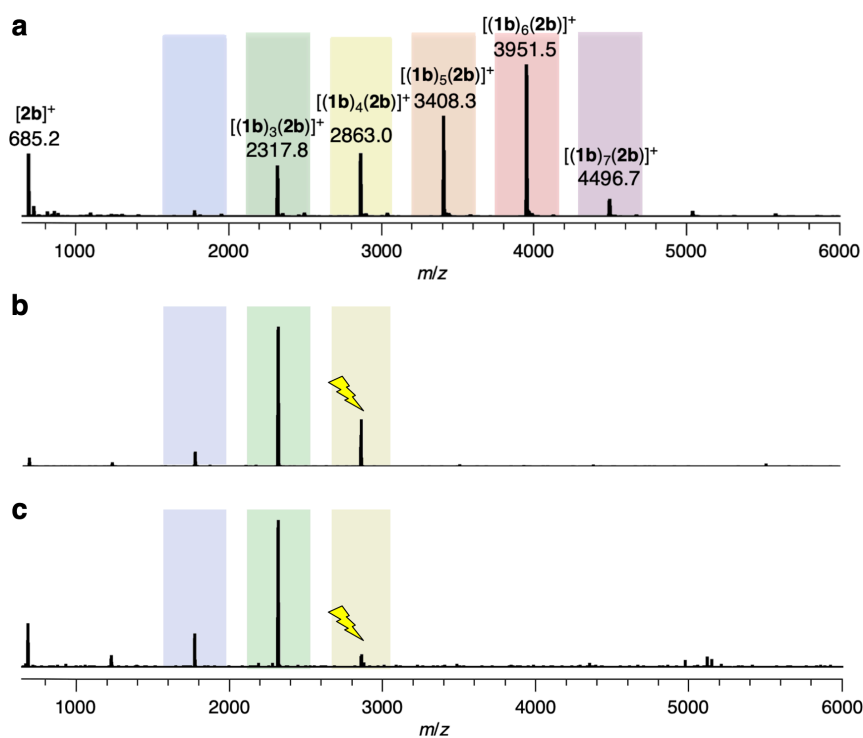 a
[(1b)₆(2b)]⁺
3951.5
[(1b)₅(2b)]⁺
3408.3
[(1b)₄(2b)]⁺
2863.0
[2b]⁺
685.2
[(1b)₃(2b)]⁺
2317.8
[(1b)₇(2b)]⁺
4496.7
1000 2000 3000 4000 5000 6000
m/z
b
c
1000 2000 3000 4000 5000 6000
m/z